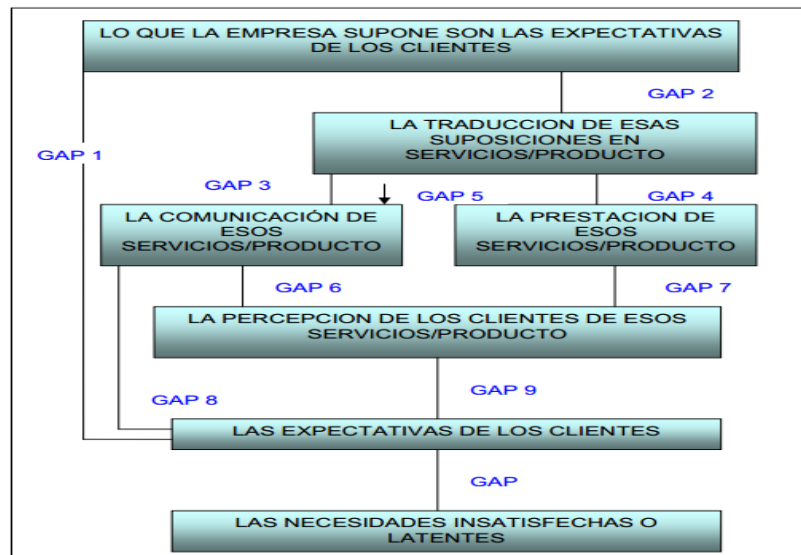 LO QUE LA EMPRESA SUPONE SON LAS EXPECTATIVAS
DE LOS CLIENTES
GAP 2
LA TRADUCCION DE ESAS
SUPOSICIONES EN
SERVICIOS/PRODUCTO
GAP 1
GAP 3
GAP 5
GAP 4
LA COMUNICACIÓN DE
ESOS
SERVICIOS/PRODUCTO
LA PRESTACION DE
ESOS
SERVICIOS/PRODUCTO
GAP 6
GAP 7
LA PERCEPCION DE LOS CLIENTES DE ESOS
SERVICIOS/PRODUCTO
GAP 8
GAP 9
LAS EXPECTATIVAS DE LOS CLIENTES
GAP
LAS NECESIDADES INSATISFECHAS O
LATENTES